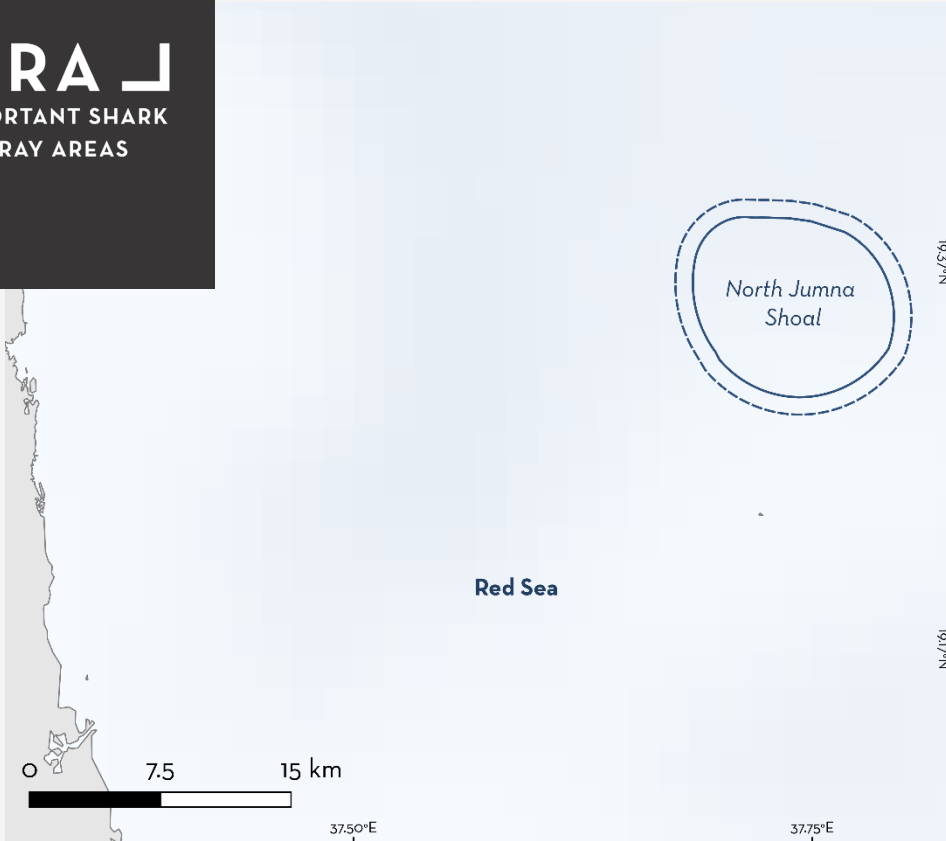 RA
ORTANT SHARK
RAY AREAS
North Jumna
Shoal
Red Sea
0 7.5 15 km
37.50°E 37.75°E